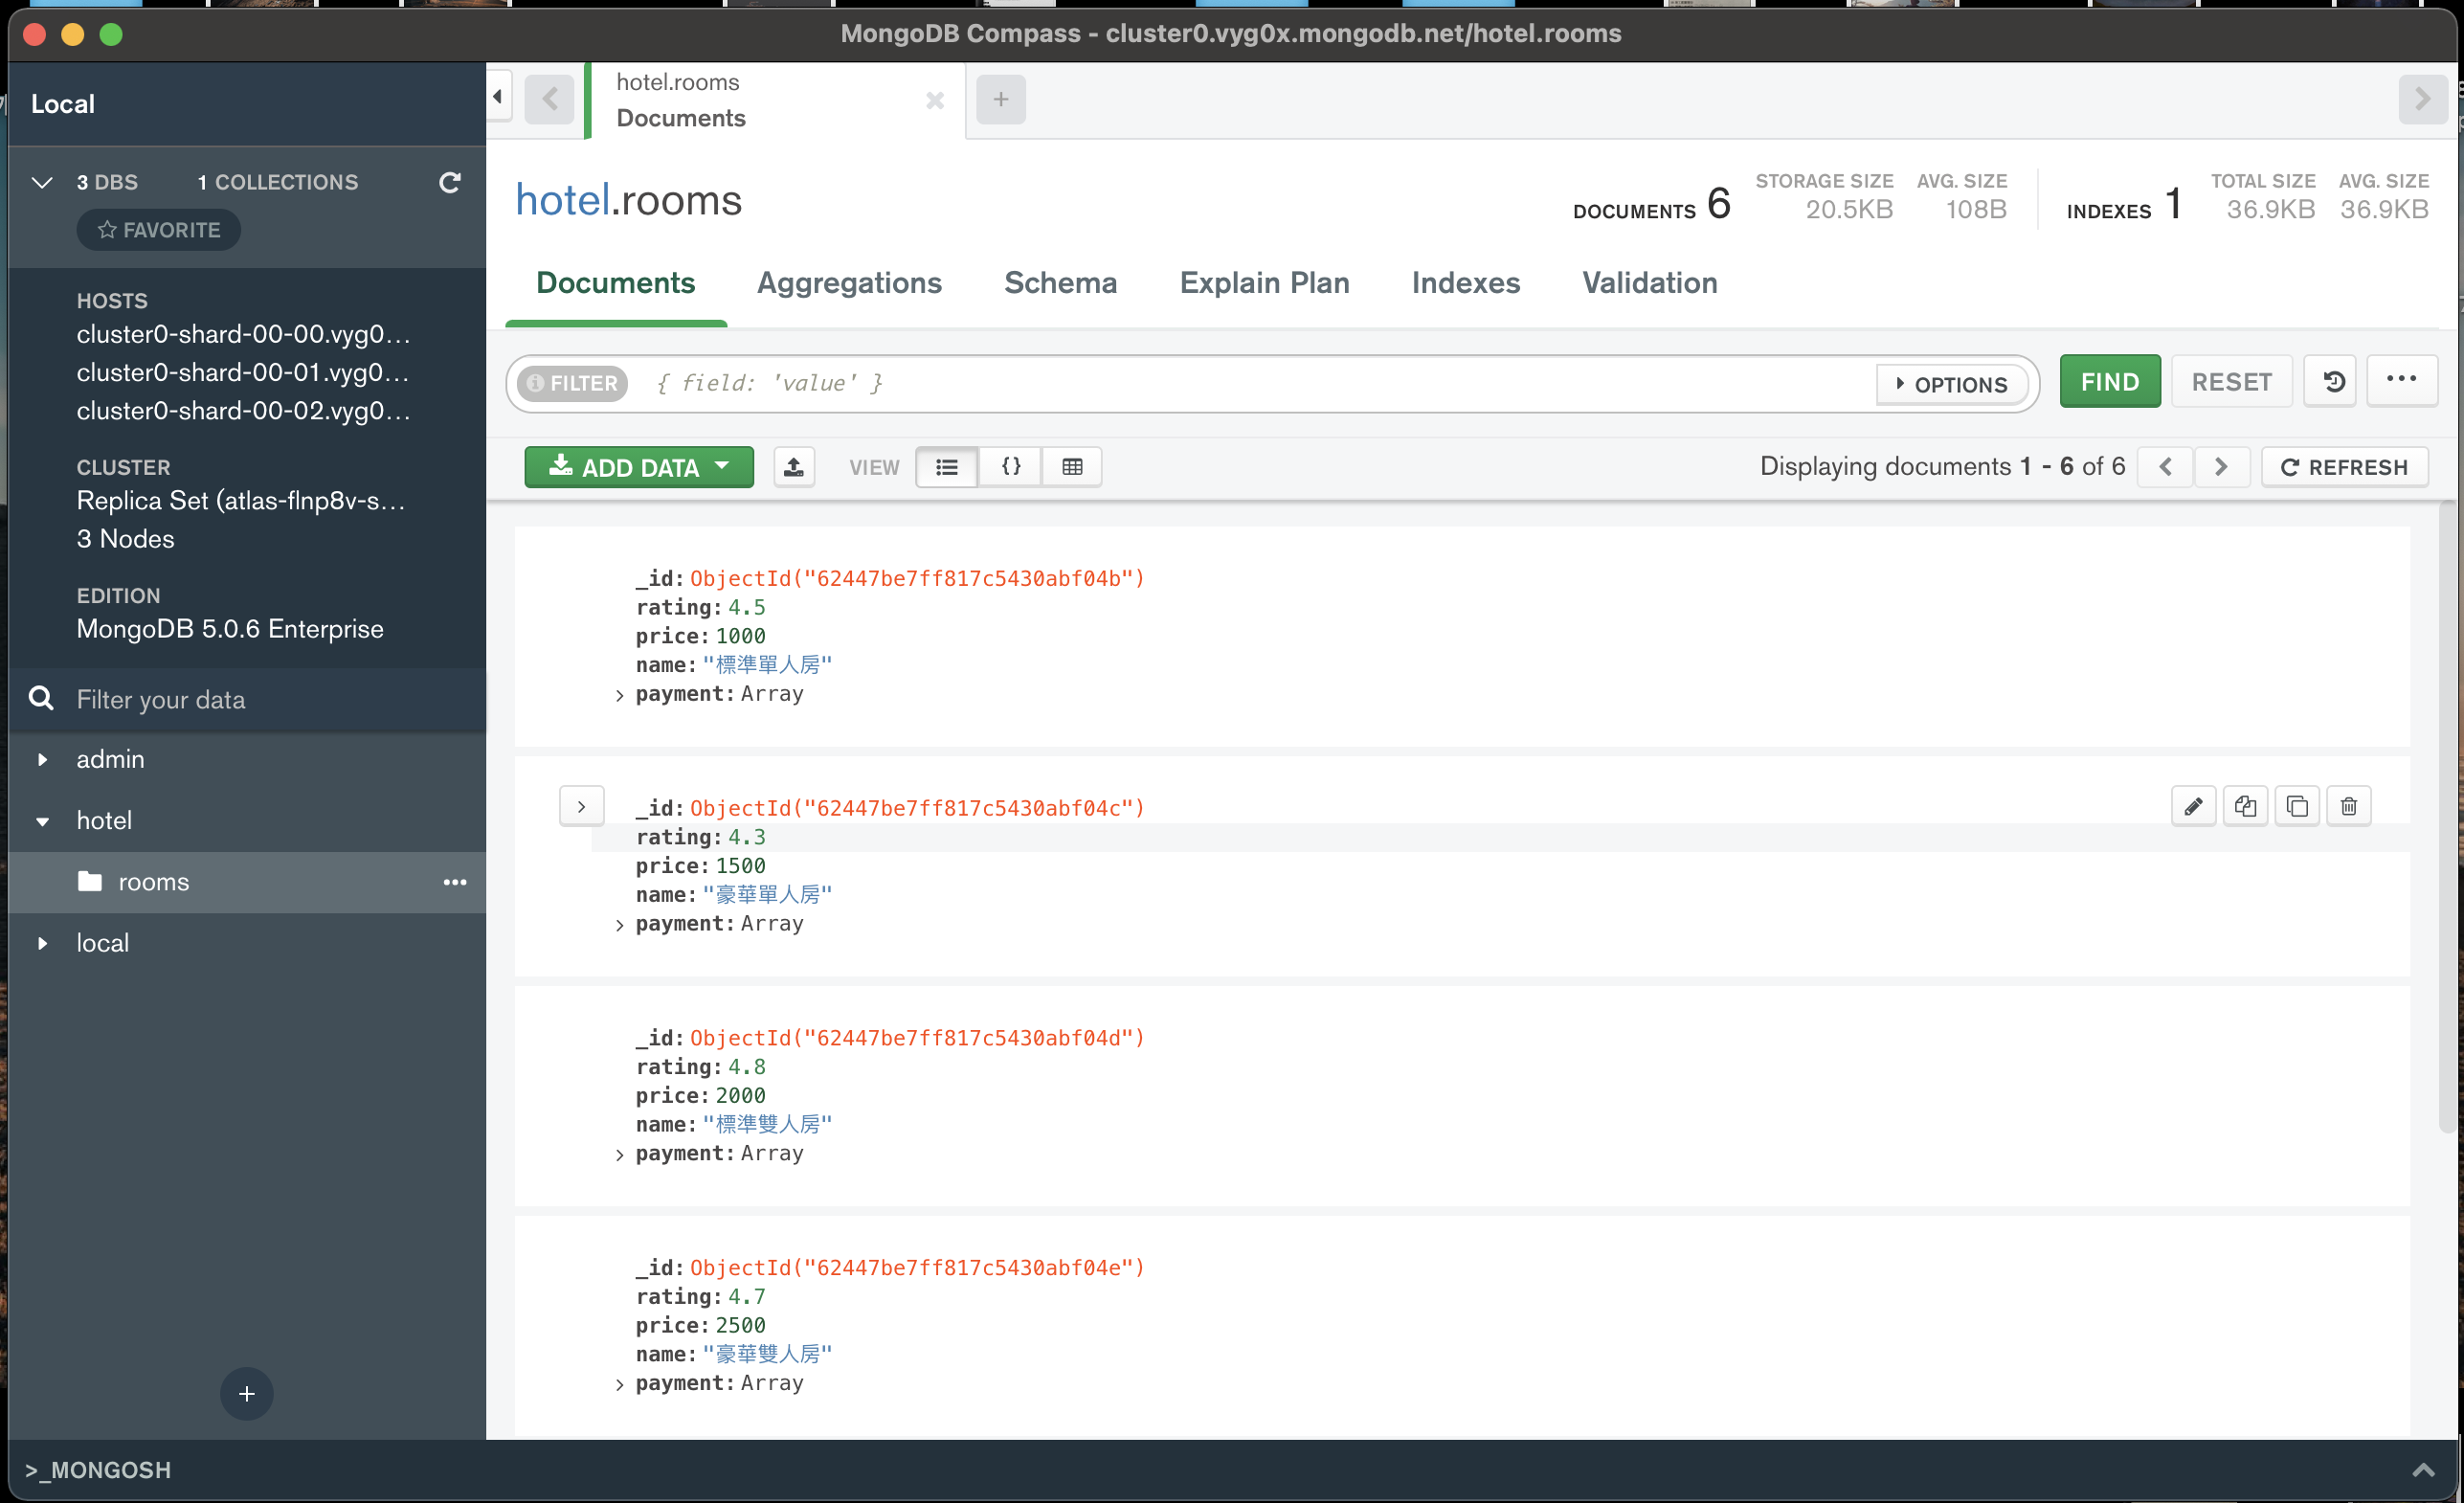 MongoDB Compass - cluster0.vyg0x.mongodb.net/hotel.rooms
Local
3 DBS 1 COLLECTIONS
FAVORITE
HOSTS
cluster0-shard-00-00.vyg0...
cluster0-shard-00-01.vyg0...
cluster0-shard-00-02.vyg0...
CLUSTER
Replica Set (atlas-flnp8v-s...
3 Nodes
EDITION
MongoDB 5.0.6 Enterprise
Filter your data
admin
hotel
rooms
local
hotel.rooms
Documents
hotel.rooms
DOCUMENTS 6
STORAGE SIZE
20.5KB
AVG. SIZE
108B
INDEXES 1
TOTAL SIZE
36.9KB
AVG. SIZE
36.9KB
Documents Aggregations Schema Explain Plan Indexes Validation
FILTER { field: 'value' } OPTIONS FIND RESET
ADD DATA VIEW {} Displaying documents 1 - 6 of 6 REFRESH
_id: ObjectId("62447be7ff817c5430abf04b")
rating: 4.5
price: 1000
name: "標準單人房"
payment: Array
_id: ObjectId("62447be7ff817c5430abf04c")
rating: 4.3
price: 1500
name: "豪華單人房"
payment: Array
_id: ObjectId("62447be7ff817c5430abf04d")
rating: 4.8
price: 2000
name: "標準雙人房"
payment: Array
_id: ObjectId("62447be7ff817c5430abf04e")
rating: 4.7
price: 2500
name: "豪華雙人房"
payment: Array
>_MONGOSH